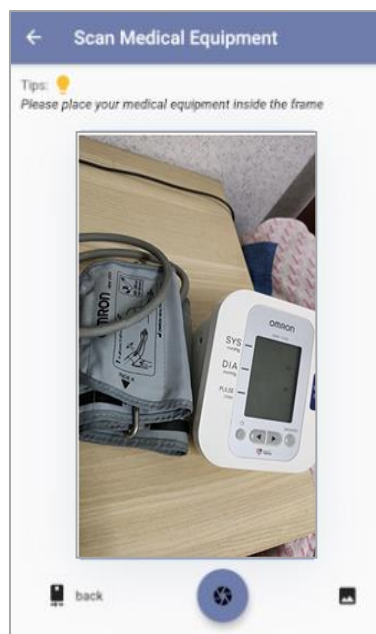 Scan Medical Equipment
Tips:
Please place your medical equipment inside the frame
OMRON
OMRON
SYS
DIA
PULSE
back